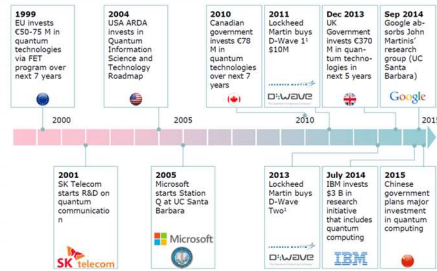 1999
EU invests
€50-75 M in
quantum
technologies
via FET
program over
next 7 years
2004
USA ARDA
invests in
Quantum
Information
Science and
Technology
Roadmap
2010
Canadian
government
invests €78
M in
quantum
technologies
over next 7
years
2011
Lockheed
Martin buys
D-Wave 1¹
$10M
D:wave
Dec 2013
UK
Government
invests €370
M in quan-
tum techno-
logies in
next 5 years
Sep 2014
Google ab-
sorbs John
Martinis'
research
group (UC
Santa
Barbara)
Google
2000
2005
2010
2015
2001
SK Telecom
starts R&D on
quantum
communicatio
n
SK telecom
2005
Microsoft
starts Station
Q at UC Santa
Barbara
Microsoft
2013
Lockheed
Martin buys
D-Wave
Two¹
D:wave
July 2014
IBM invests
$3 B in
research
initiative
that includes
quantum
computing
IBM
2015
Chinese
government
plans major
investment
in quantum
computing